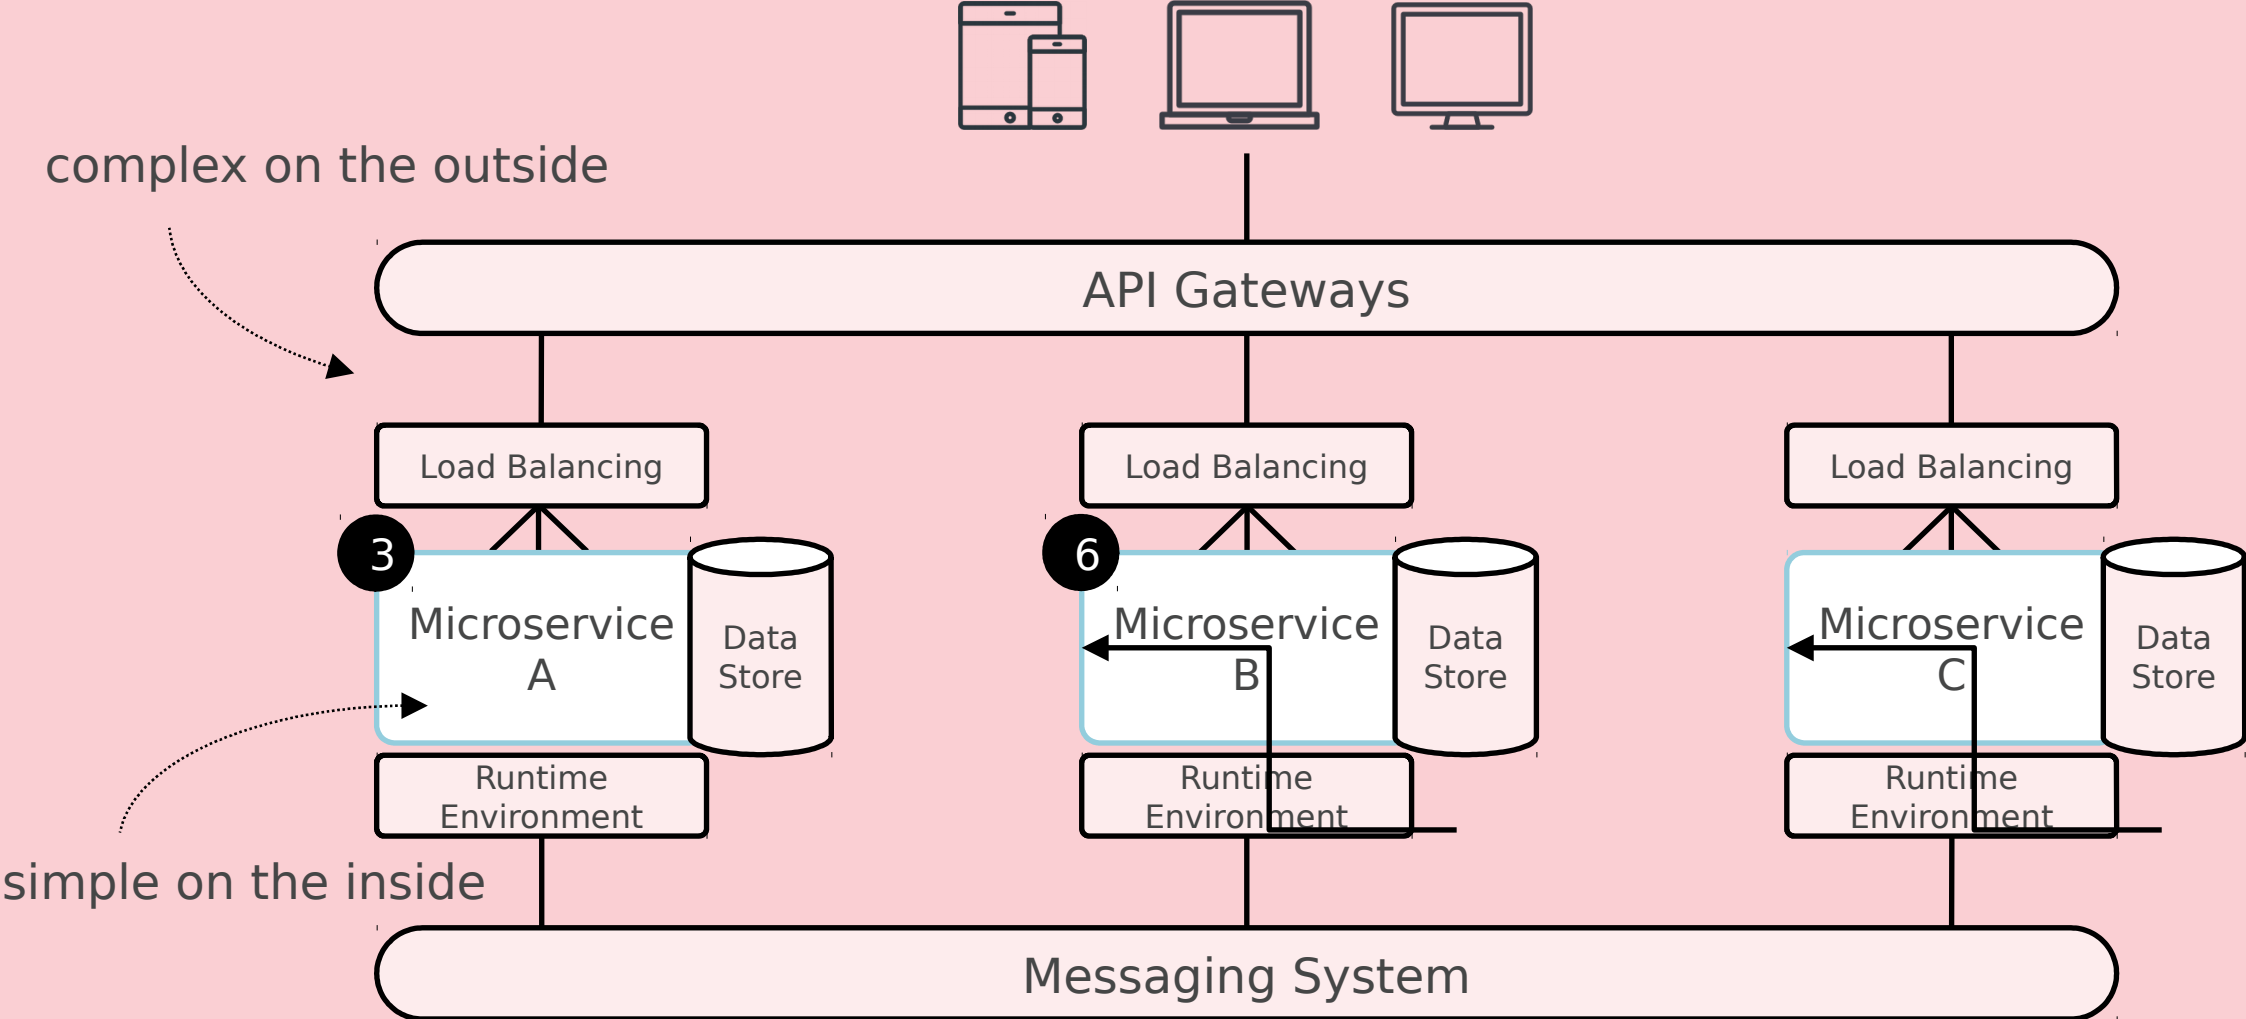 complex on the outside
API Gateways
Load Balancing
Load Balancing
Load Balancing
3
Microservice
A
Data
Store
6
Microservice
B
Data
Store
Microservice
C
Data
Store
Runtime
Environment
Runtime
Environment
Runtime
Environment
simple on the inside
Messaging System